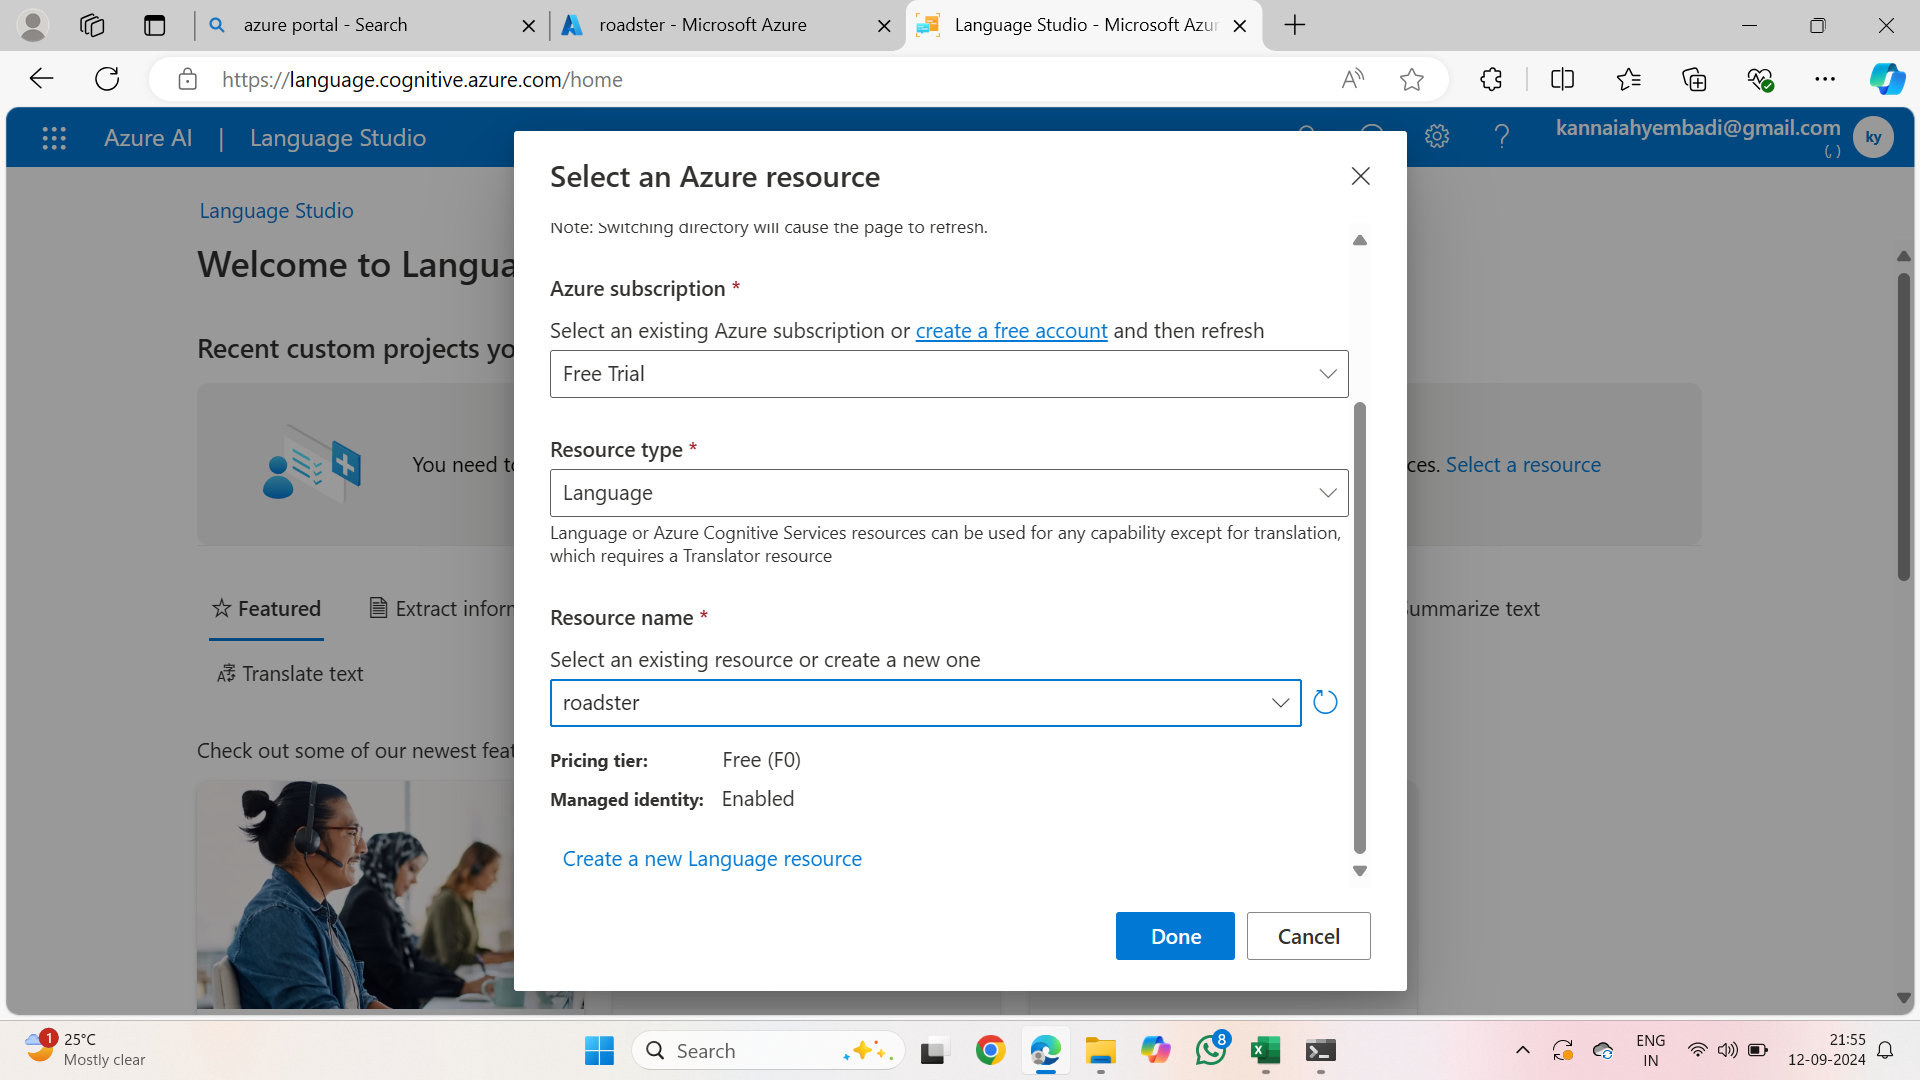 azure portal - Search
roadster - Microsoft Azure
Language Studio - Microsoft Azur
https://language.cognitive.azure.com/home
Azure AI | Language Studio
kannaiahyembadi@gmail.com
(, )
ky
Language Studio
Welcome to Langua
Recent custom projects yo
You need to
ces. Select a resource
Featured
Extract inforn
Summarize text
Translate text
Check out some of our newest feat
Select an Azure resource
Note: Switching directory will cause the page to refresh.
Azure subscription *
Select an existing Azure subscription or create a free account and then refresh
Free Trial
Resource type *
Language
Language or Azure Cognitive Services resources can be used for any capability except for translation,
which requires a Translator resource
Resource name *
Select an existing resource or create a new one
roadster
Pricing tier: Free (F0)
Managed identity: Enabled
Create a new Language resource
Done
Cancel
1
25°C
Mostly clear
Search
8
ENG
IN
21:55
12-09-2024